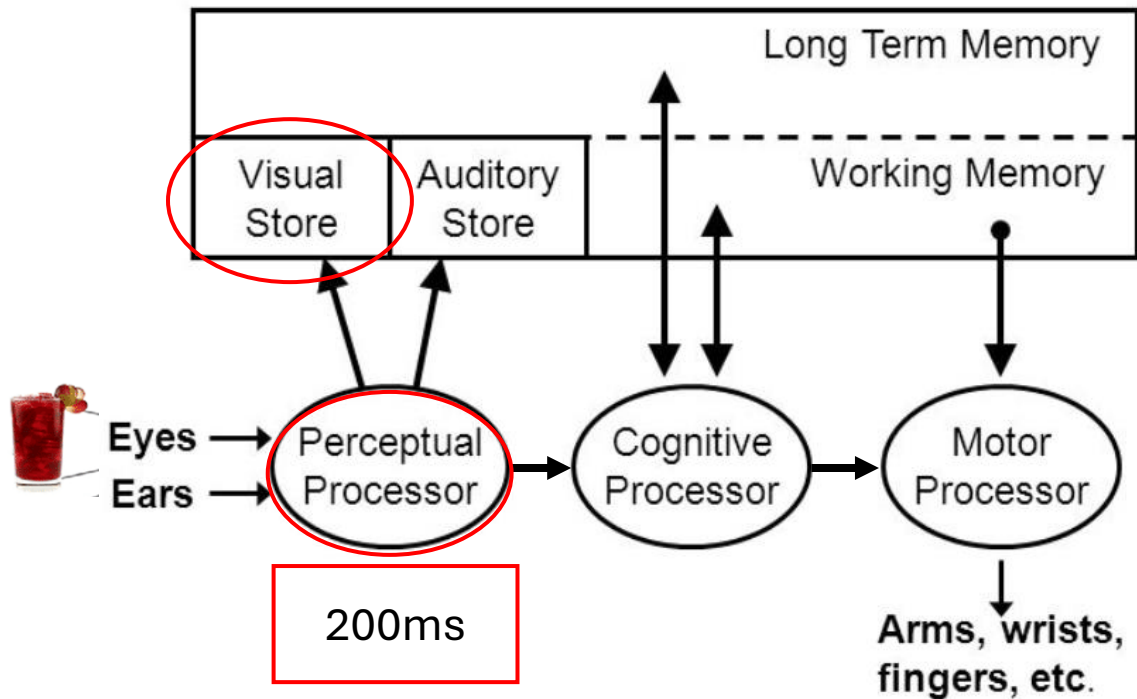 Long Term Memory
Visual
Store
Auditory
Store
Working Memory
Eyes
Ears
Perceptual
Processor
Cognitive
Processor
Motor
Processor
200ms
Arms, wrists,
fingers, etc.